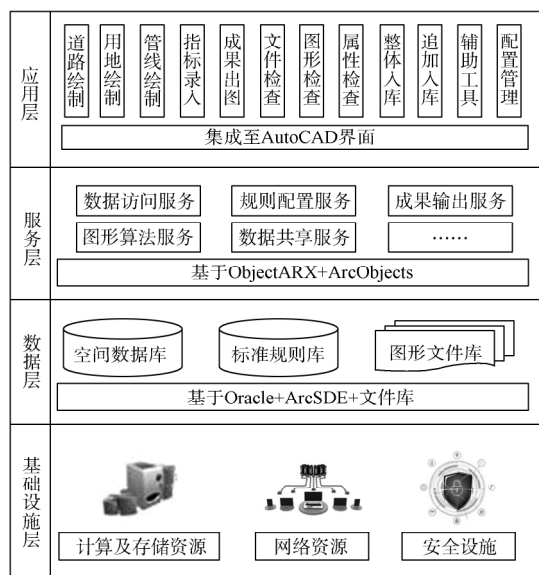 应用层
道路绘制
用地绘制
管线绘制
指标录入
成果出图
文件检查
图形检查
属性检查
整体入库
追加入库
辅助工具
配置管理
集成至AutoCAD界面
服务层
数据访问服务
规则配置服务
成果输出服务
图形算法服务
数据共享服务
……
基于ObjectARX+ArcObjects
数据层
空间数据库
标准规则库
图形文件库
基于Oracle+ArcSDE+文件库
基础设施层
计算及存储资源
网络资源
安全设施